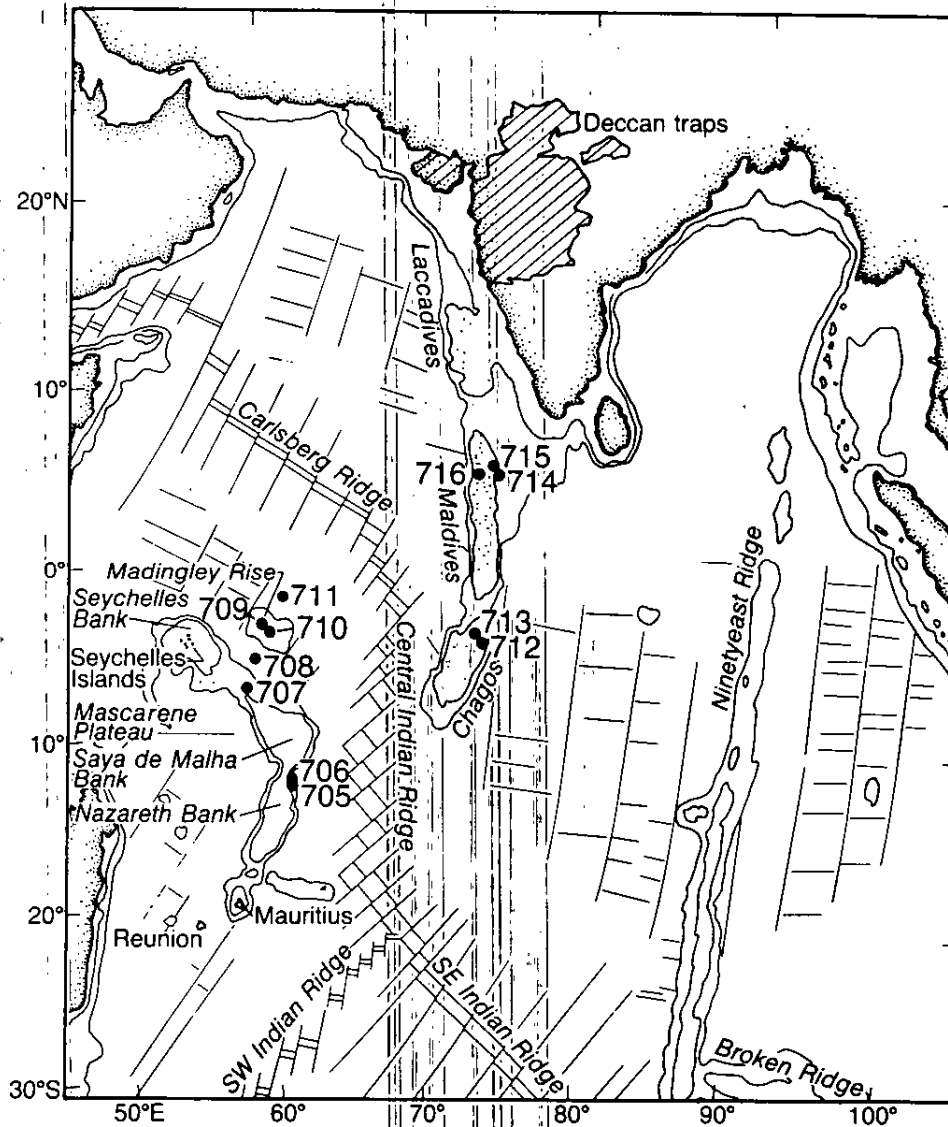 Deccan traps
20°N
Laccadives
10°
Carlsberg Ridge
715
716
714
Maldives
0°
Madingley Rise
711
Seychelles
Bank
709
710
713
712
Seychelles
Islands
708
707
Chagos
Central Indian Ridge
Ninetyeast Ridge
Mascarene
Plateau
10°
Saya de Malha
Bank
706
705
Nazareth Bank
20°
Mauritius
Reunion
SW Indian Ridge
SE Indian Ridge
Broken Ridge
30°S
50°E
60°
70°
80°
90°
100°